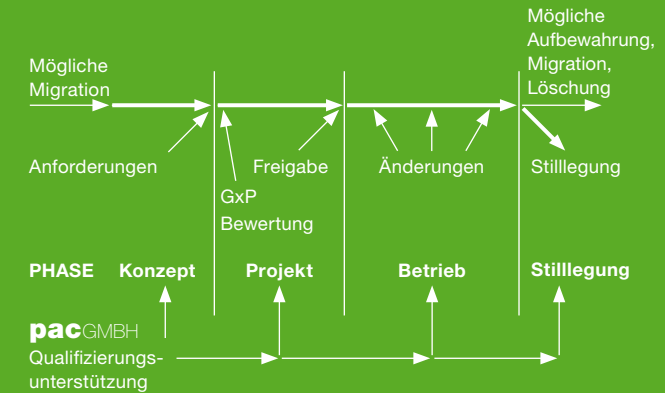 Mögliche
Aufbewahrung,
Migration,
Löschung
Mögliche
Migration
Anforderungen
Freigabe
Änderungen
Stilllegung
GxP
Bewertung
PHASE Konzept Projekt Betrieb Stilllegung
pacGMBH
Qualifizierungs-
unterstützung